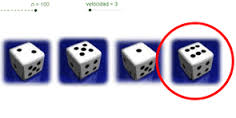 n = 100
velocidad = 3